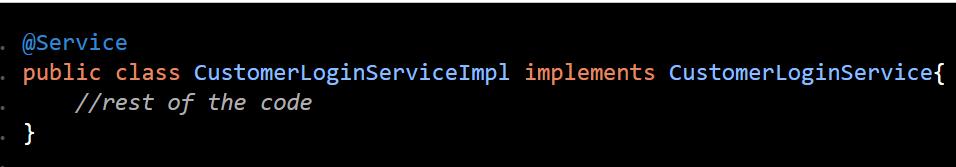 @Service
public class CustomerLoginServiceImpl implements CustomerLoginService{
//rest of the code
}